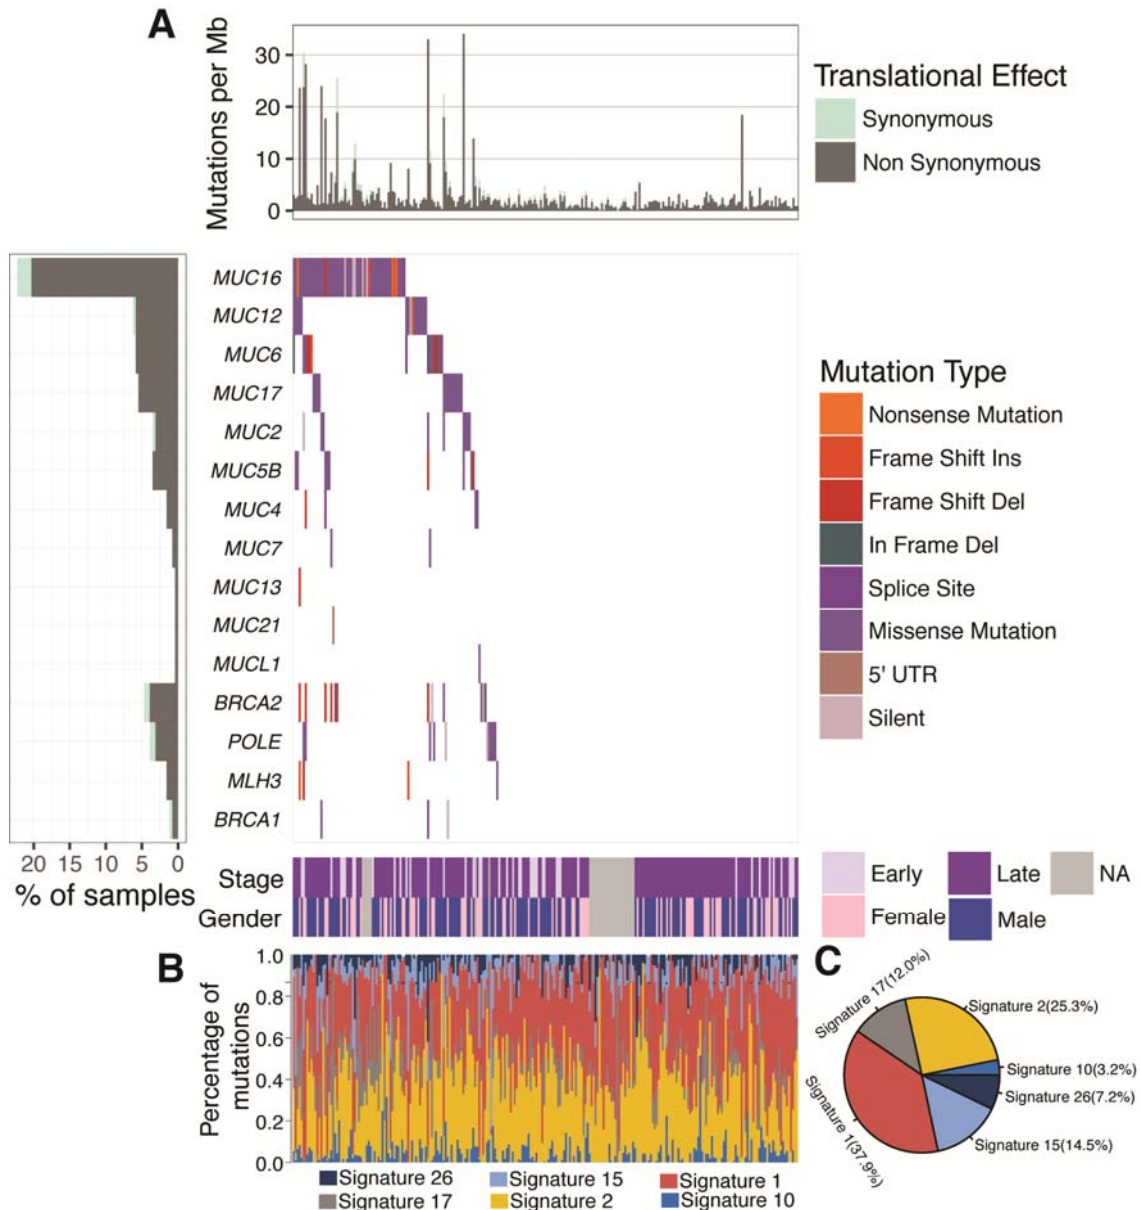 A
Mutations per Mb
30
20
10
0
Translational Effect
Synonymous
Non Synonymous
MUC16
MUC12
MUC6
MUC17
MUC2
MUC5B
MUC4
MUC7
MUC13
MUC21
MUCL1
BRCA2
POLE
MLH3
BRCA1
20 15 10 5 0
% of samples
Mutation Type
Nonsense Mutation
Frame Shift Ins
Frame Shift Del
In Frame Del
Splice Site
Missense Mutation
5' UTR
Silent
Stage
Gender
Early Late NA
Female Male
B
Percentage of
mutations
1.0
0.8
0.6
0.4
0.2
0.0
Signature 26 Signature 15 Signature 1
Signature 17 Signature 2 Signature 10
C
Signature 17(12.0%)
Signature 2(25.3%)
Signature 10(3.2%)
Signature 26(7.2%)
Signature 15(14.5%)
Signature 1(37.9%)